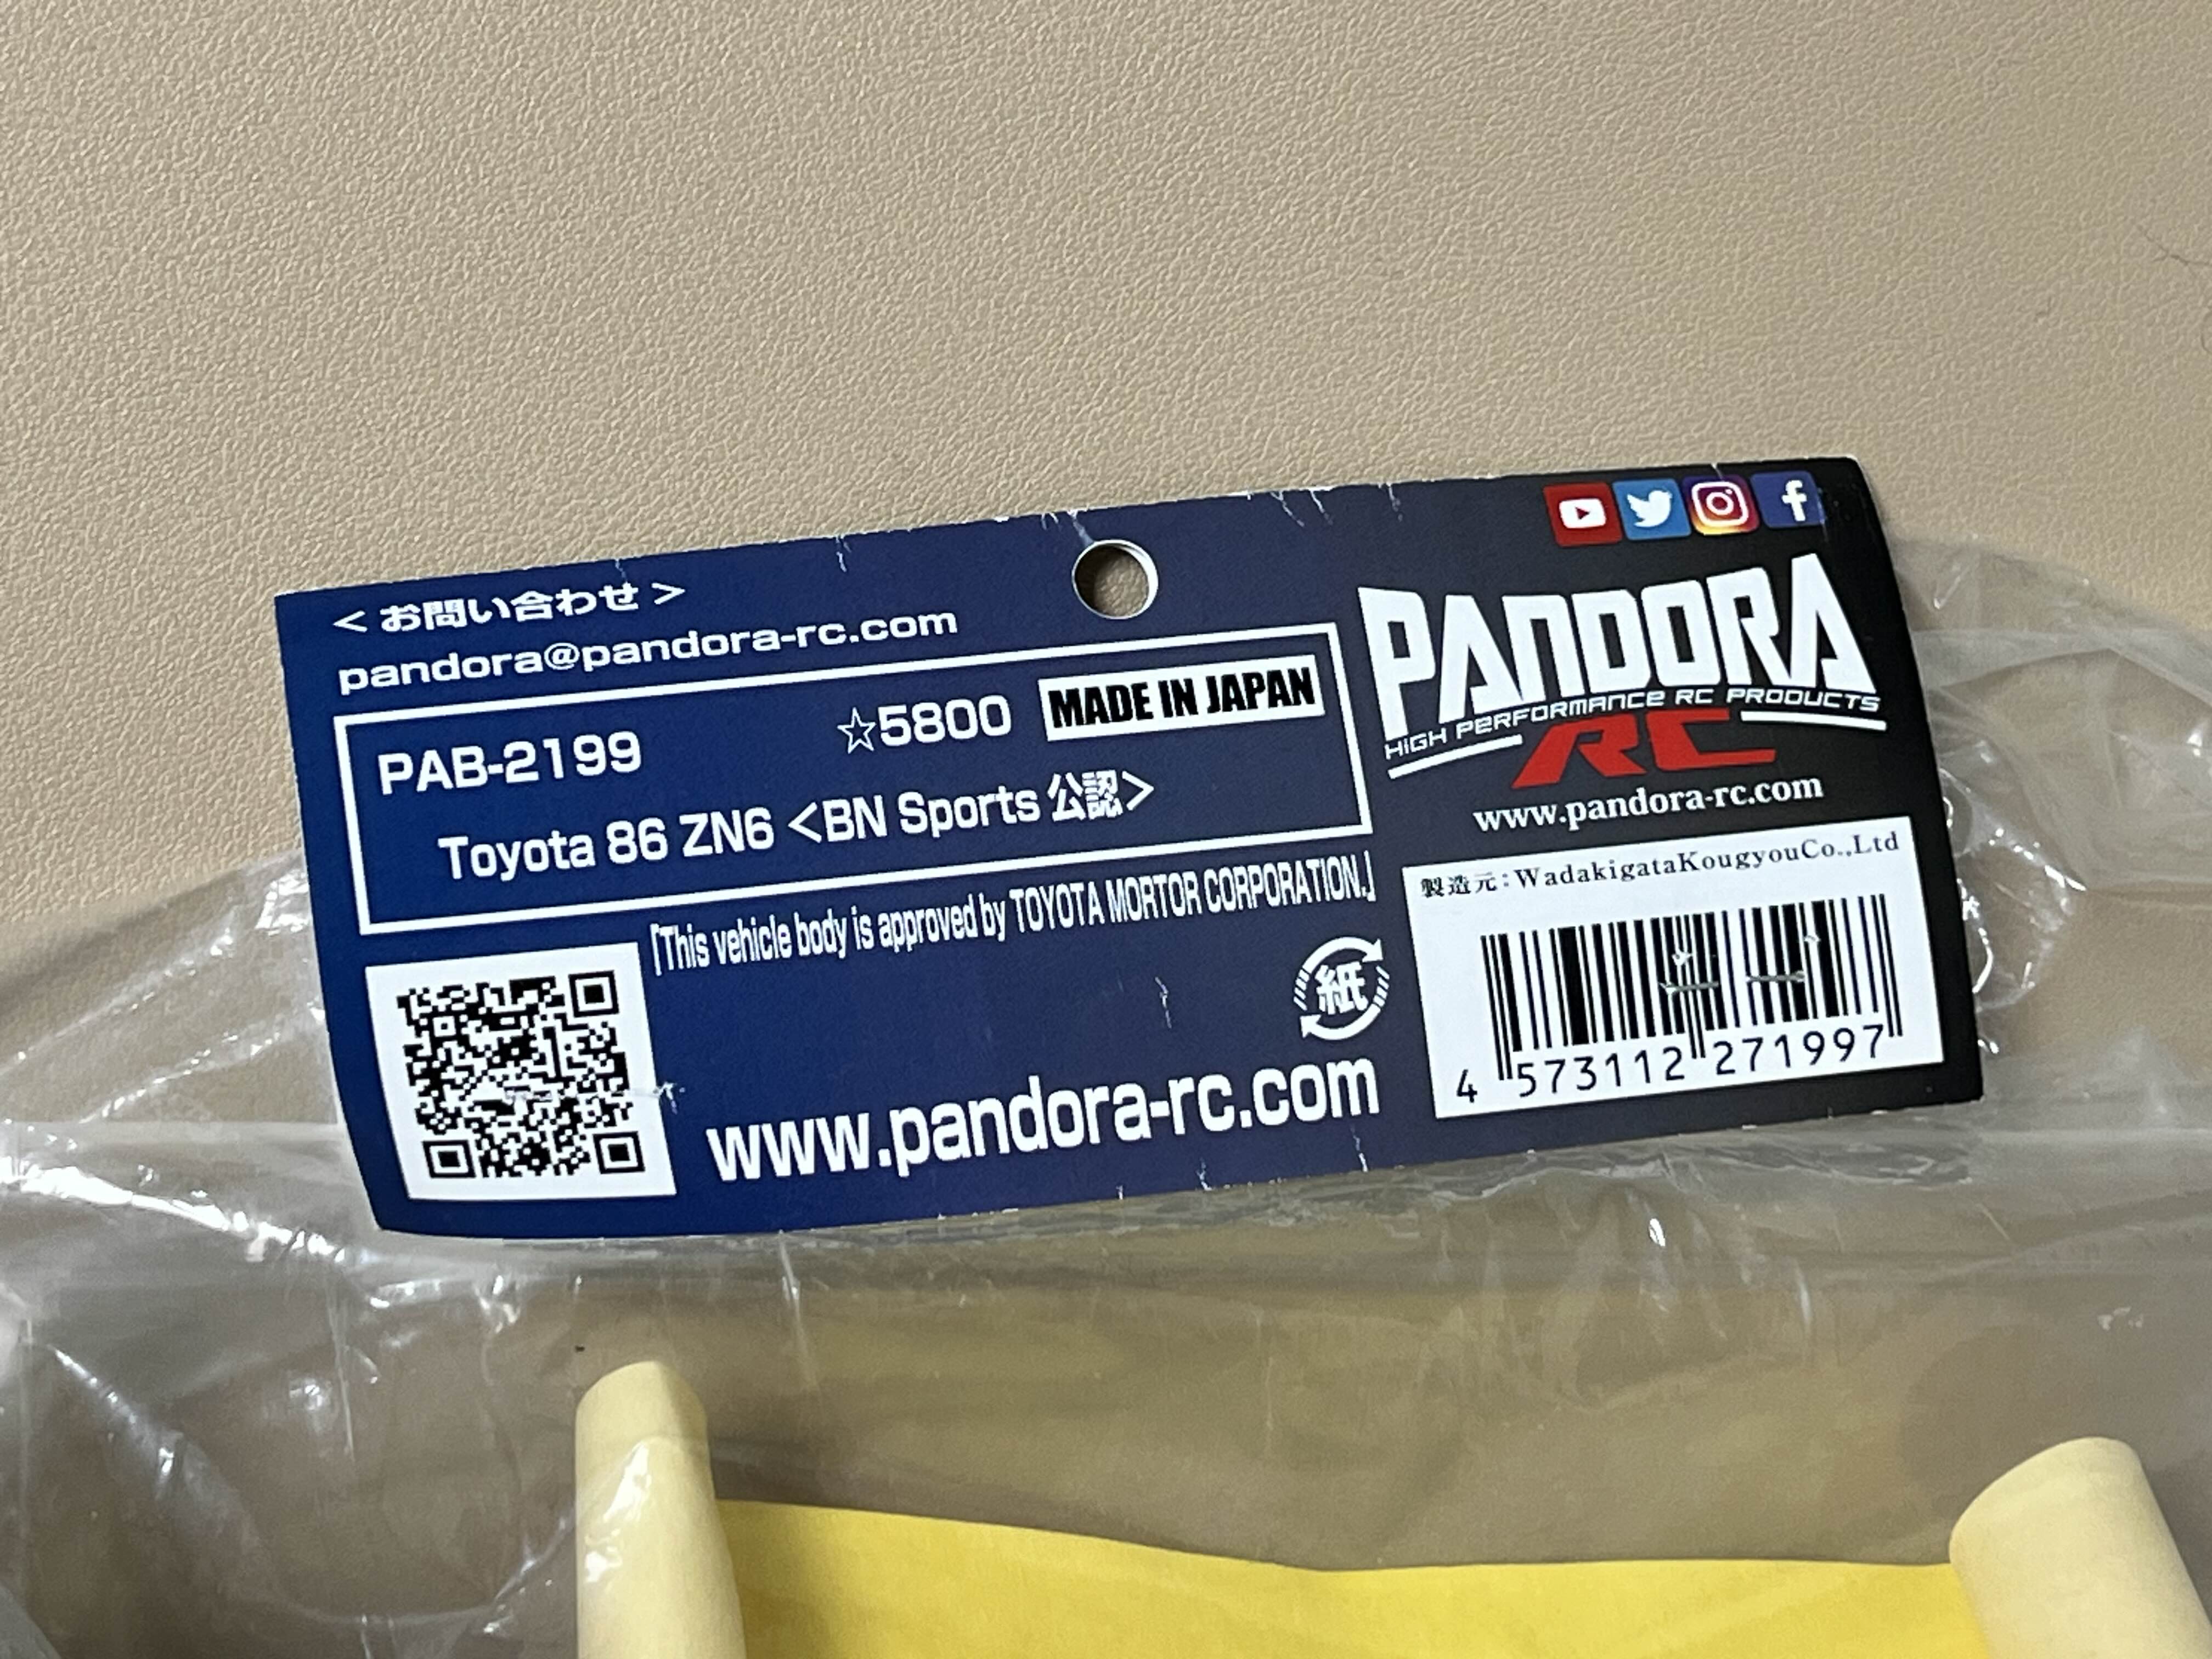 <お問い合わせ>
pandora@pandora-rc.com
PAB-2199 ☆5800 MADE IN JAPAN
Toyota 86 ZN6 <BN Sports 公認>
「This vehicle body is approved by TOYOTA MORTOR CORPORATION.」
紙
www.pandora-rc.com
PANDORA
HIGH PERFORMANCE RC PRODUCTS
RC
www.pandora-rc.com
製造元:WadakigataKougyouCo.,Ltd
4 573112 271997